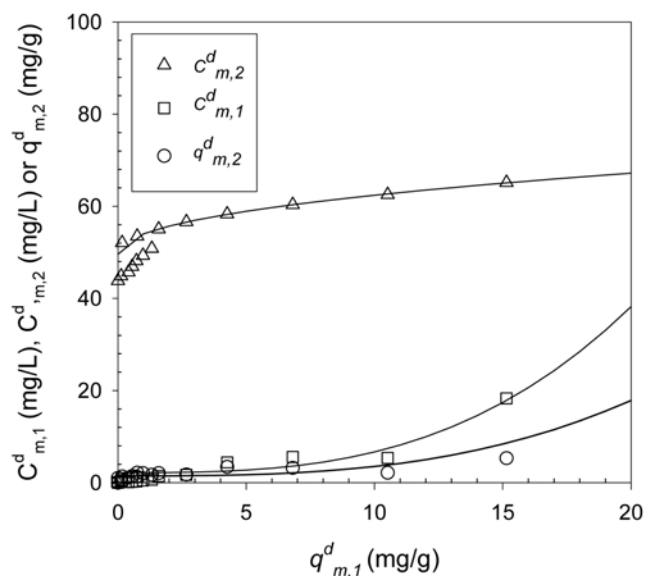 C^d_m,1 (mg/L), C^d_'m,2 (mg/L) or q^d_m,2 (mg/g)
100
80
60
40
20
0
C^d_m,2
C^d_m,1
q^d_m,2
0 5 10 15 20
q^d_m,1 (mg/g)